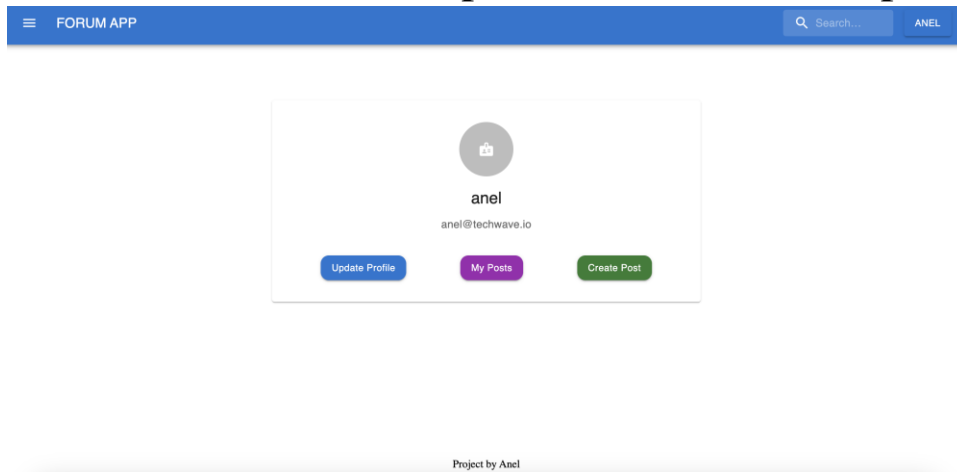 FORUM APP Search... ANEL
anel
anel@techwave.io
Update Profile My Posts Create Post
Project by Anel